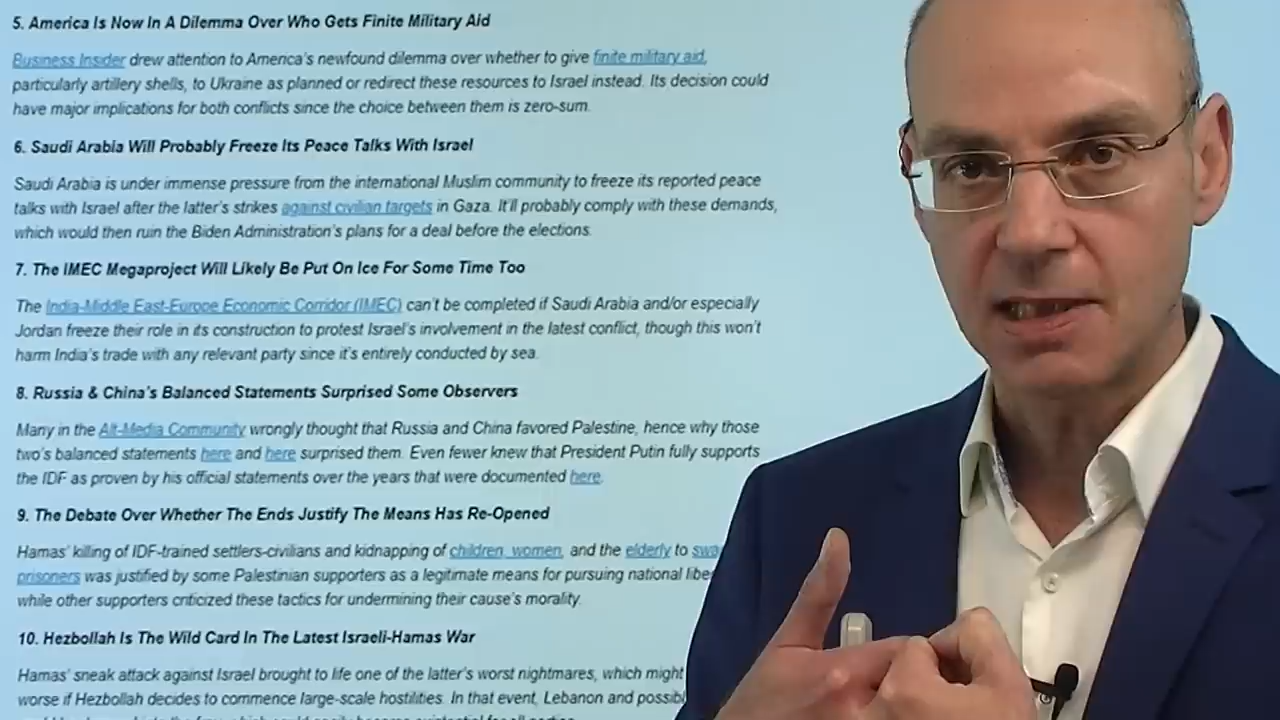 5. America Is Now In A Dilemma Over Who Gets Finite Military Aid
Business Insider drew attention to America's newfound dilemma over whether to give finite military aid,
particularly artillery shells, to Ukraine as planned or redirect these resources to Israel instead. Its decision could
have major implications for both conflicts since the choice between them is zero-sum.
6. Saudi Arabia Will Probably Freeze Its Peace Talks With Israel
Saudi Arabia is under immense pressure from the international Muslim community to freeze its reported peace
talks with Israel after the latter's strikes against civilian targets in Gaza. It'll probably comply with these demands,
which would then ruin the Biden Administration's plans for a deal before the elections.
7. The IMEC Megaproject Will Likely Be Put On Ice For Some Time Too
The India-Middle East-Europe Economic Corridor (IMEC) can't be completed if Saudi Arabia and/or especially
Jordan freeze their role in its construction to protest Israel's involvement in the latest conflict, though this won't
harm India's trade with any relevant party since it's entirely conducted by sea.
8. Russia & China's Balanced Statements Surprised Some Observers
Many in the Alt-Media Community wrongly thought that Russia and China favored Palestine, hence why those
two's balanced statements here and here surprised them. Even fewer knew that President Putin fully supports
the IDF as proven by his official statements over the years that were documented here.
9. The Debate Over Whether The Ends Justify The Means Has Re-Opened
Hamas' killing of IDF-trained settlers-civilians and kidnapping of children, women, and the elderly to
prisoners was justified by some Palestinian supporters as a legitimate means for pursuing national
while other supporters criticized these tactics for undermining their cause's morality.
10. Hezbollah Is The Wild Card In The Latest Israeli-Hamas War
Hamas' sneak attack against Israel brought to life one of the latter's worst nightmares, which might
worse if Hezbollah decides to commence large-scale hostilities. In that event, Lebanon and